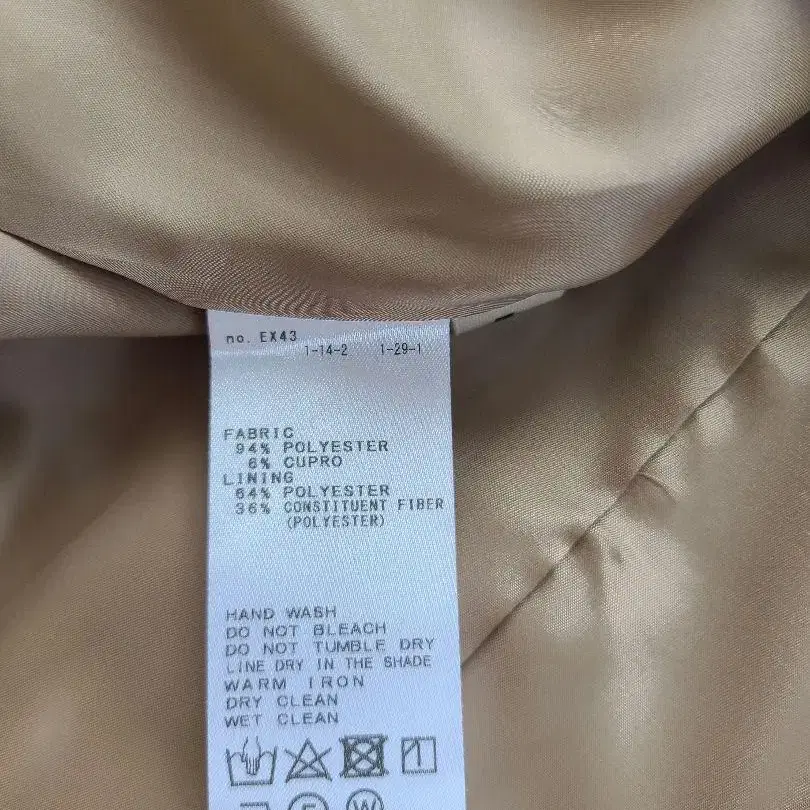 no. EX43
1-14-2 1-29-1
FABRIC
94% POLYESTER
6% CUPRO
LINING
64% POLYESTER
36% CONSTITUENT FIBER
(POLYESTER)
HAND WASH
DO NOT BLEACH
DO NOT TUMBLE DRY
LINE DRY IN THE SHADE
WARM IRON
DRY CLEAN
WET CLEAN
F W